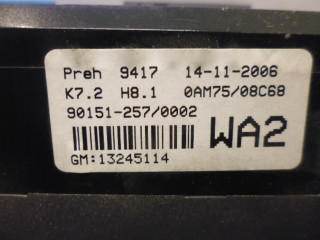 Preh 9417 14-11-2006
K7.2 H8.1 0AM75/08C68
90151-257/0002
WA2
GM:13245114